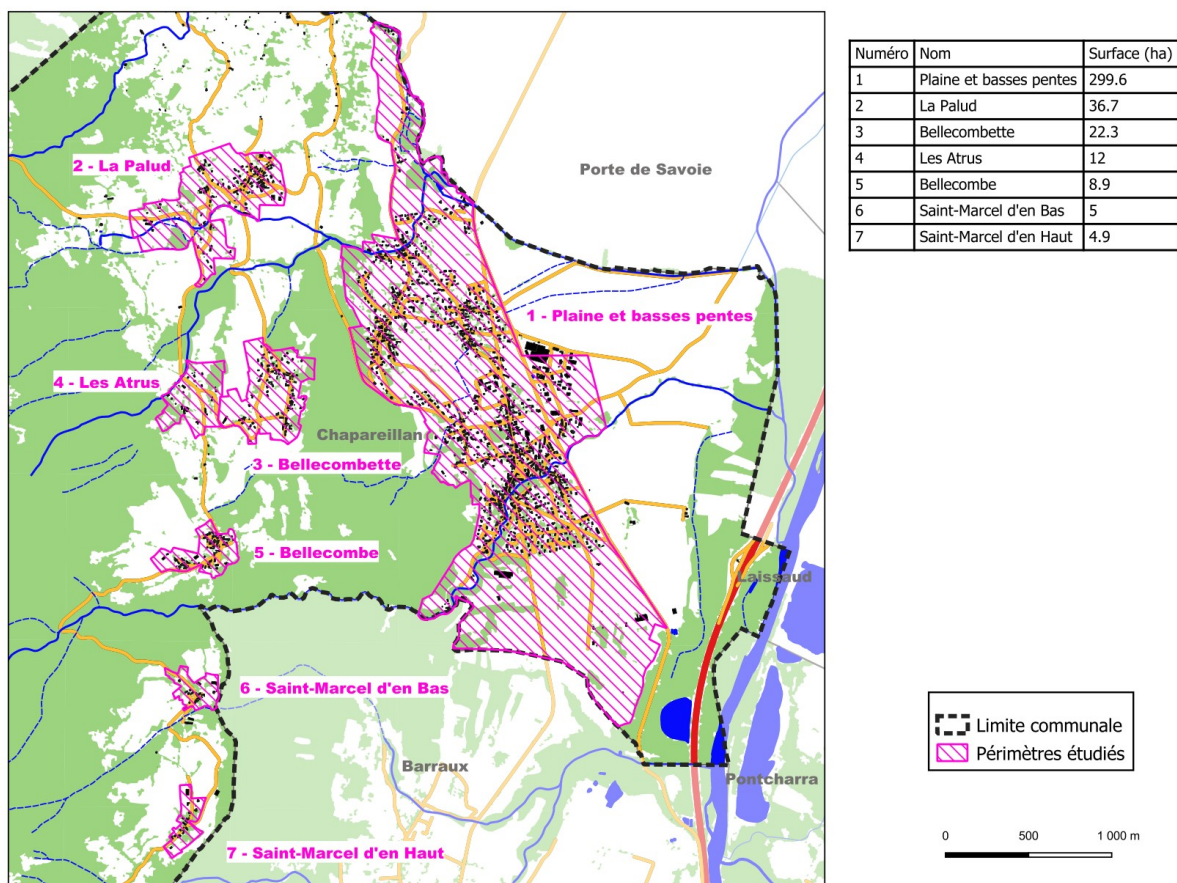 Porte de Savoie
2 - La Palud
1 - Plaine et basses pentes
4 - Les Atrus
Chapareillan
3 - Bellecombette
5 - Bellecombe
Laissaud
6 - Saint-Marcel d'en Bas
Barraux
Pontcharra
7 - Saint-Marcel d'en Haut
Numéro Nom Surface (ha)
1 Plaine et basses pentes 299.6
2 La Palud 36.7
3 Bellecombette 22.3
4 Les Atrus 12
5 Bellecombe 8.9
6 Saint-Marcel d'en Bas 5
7 Saint-Marcel d'en Haut 4.9
Limite communale
Périmètres étudiés
0 500 1 000 m